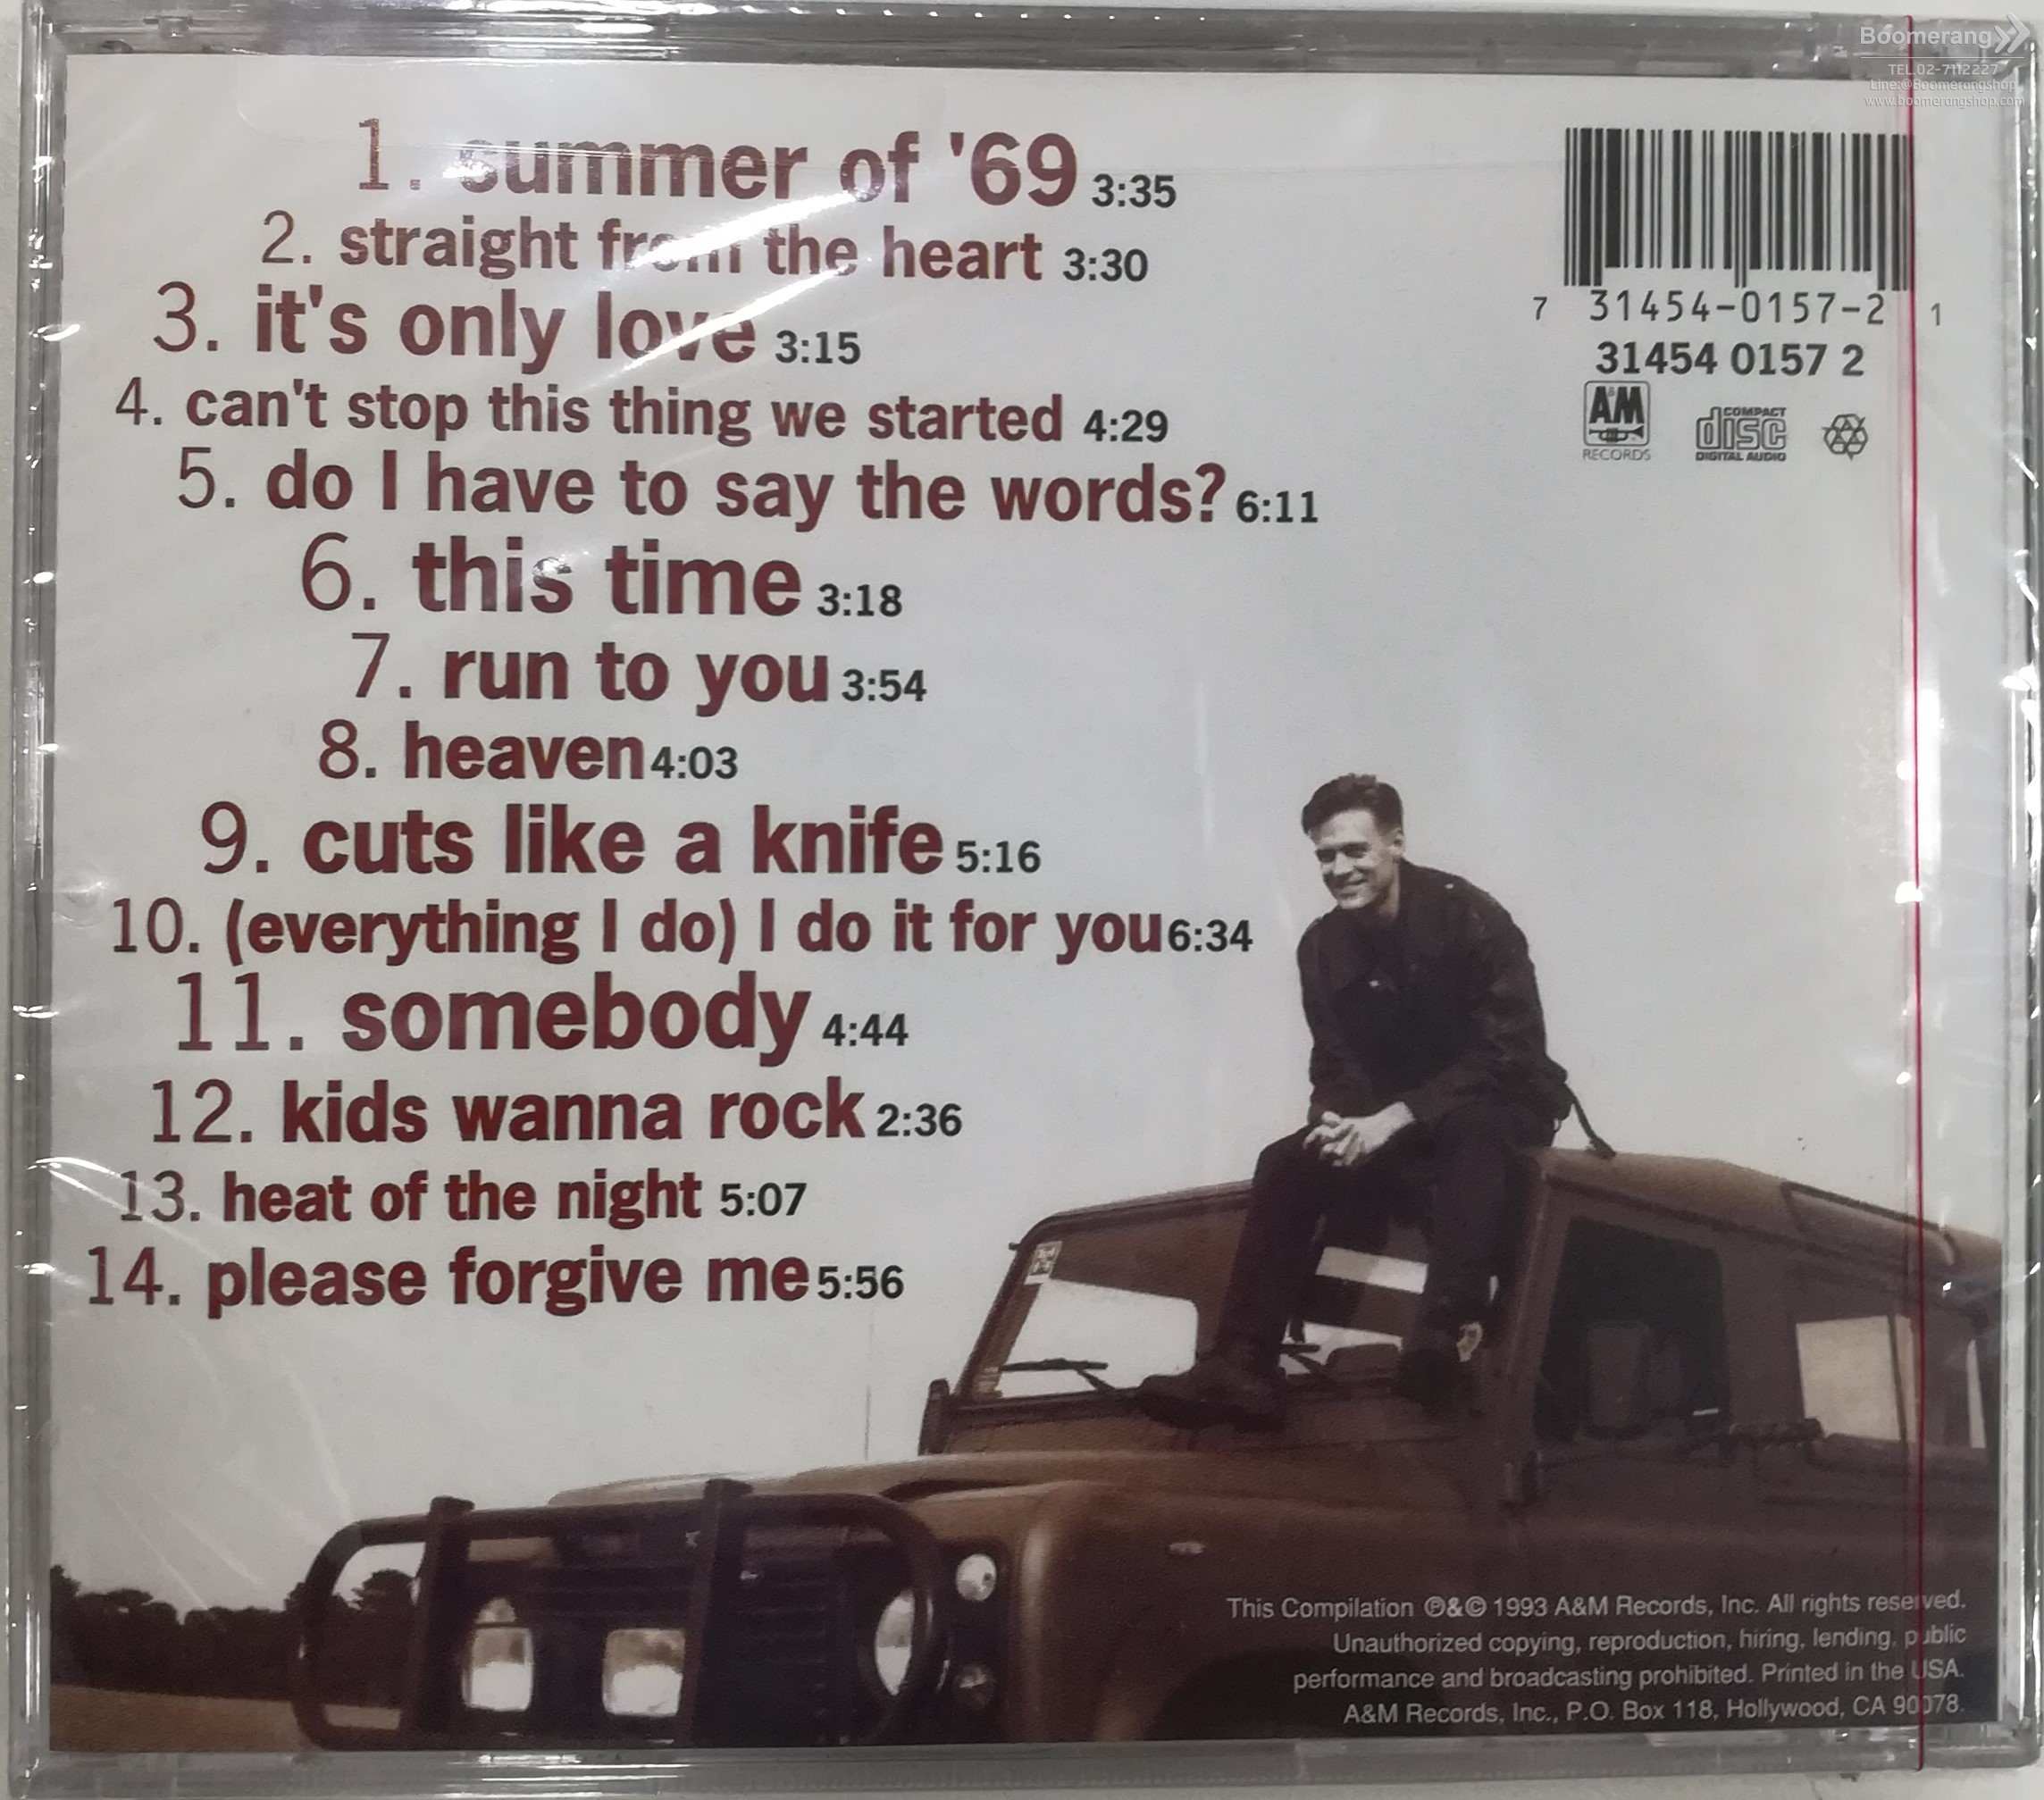 Boomerang
TEL.02-7112227
Line:@Boomerangshop
www.boomerangshop.com
1. summer of '69 3:35
2. straight from the heart 3:30
3. it's only love 3:15
4. can't stop this thing we started 4:29
5. do I have to say the words? 6:11
6. this time 3:18
7. run to you 3:54
8. heaven 4:03
9. cuts like a knife 5:16
10. (everything I do) I do it for you 6:34
11. somebody 4:44
12. kids wanna rock 2:36
13. heat of the night 5:07
14. please forgive me 5:56
7 31454-0157-2 1
31454 0157 2
A&M
RECORDS
COMPACT
disc
DIGITAL AUDIO
This Compilation ℗&© 1993 A&M Records, Inc. All rights reserved.
Unauthorized copying, reproduction, hiring, lending, public
performance and broadcasting prohibited. Printed in the USA.
A&M Records, Inc., P.O. Box 118, Hollywood, CA 90078.